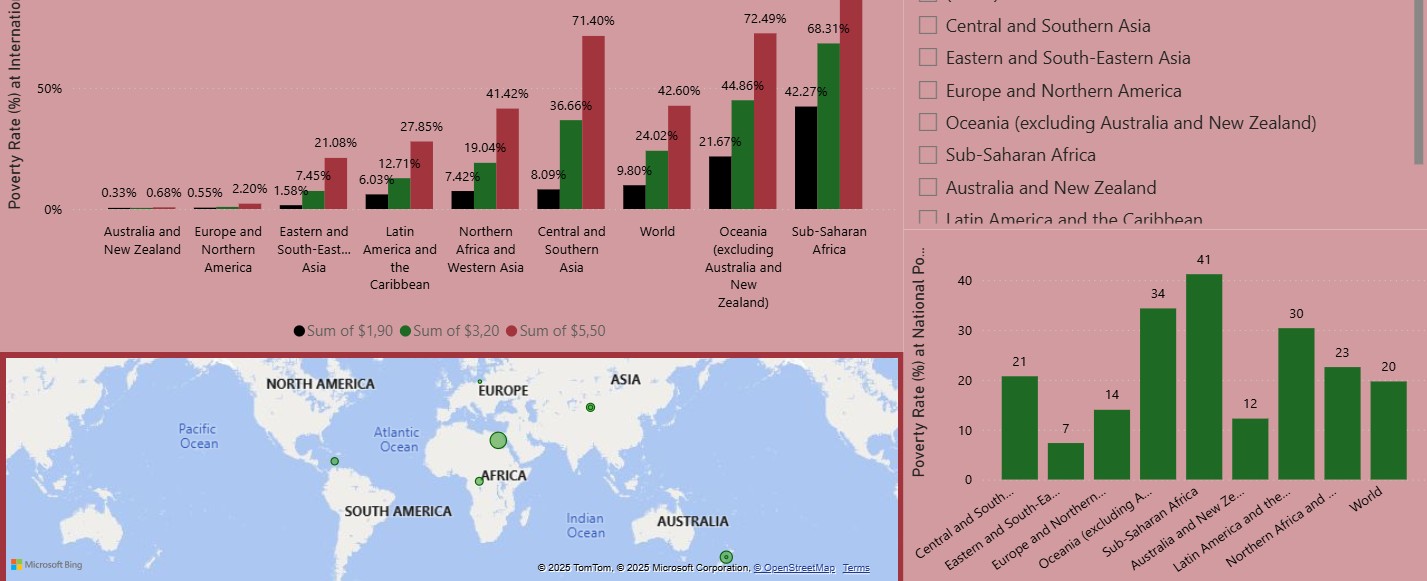 Poverty Rate (%) at Internatio
50%
0%
0.33%
0.68%
0.55%
2.20%
1.58%
7.45%
21.08%
6.03%
12.71%
27.85%
7.42%
19.04%
41.42%
8.09%
36.66%
71.40%
9.80%
24.02%
42.60%
21.67%
44.86%
72.49%
42.27%
68.31%
Australia and
New Zealand
Europe and
Northern
America
Eastern and
South-East...
Asia
Latin
America and
the
Caribbean
Northern
Africa and
Western Asia
Central and
Southern
Asia
World
Oceania
(excluding
Australia and
New
Zealand)
Sub-Saharan
Africa
Sum of $1,90
Sum of $3,20
Sum of $5,50
Central and Southern Asia
Eastern and South-Eastern Asia
Europe and Northern America
Oceania (excluding Australia and New Zealand)
Sub-Saharan Africa
Australia and New Zealand
Latin America and the Caribbean
NORTH AMERICA
EUROPE
ASIA
Pacific
Ocean
Atlantic
Ocean
AFRICA
SOUTH AMERICA
Indian
Ocean
AUSTRALIA
Microsoft Bing
© 2025 TomTom, © 2025 Microsoft Corporation, © OpenStreetMap Terms
Poverty Rate (%) at National Po...
40
30
20
10
0
21
7
14
34
41
12
30
23
20
Central and South...
Eastern and South-Ea...
Europe and Northern...
Oceania (excluding A...
Sub-Saharan Africa
Australia and New Ze...
Latin America and the...
Northern Africa and ...
World